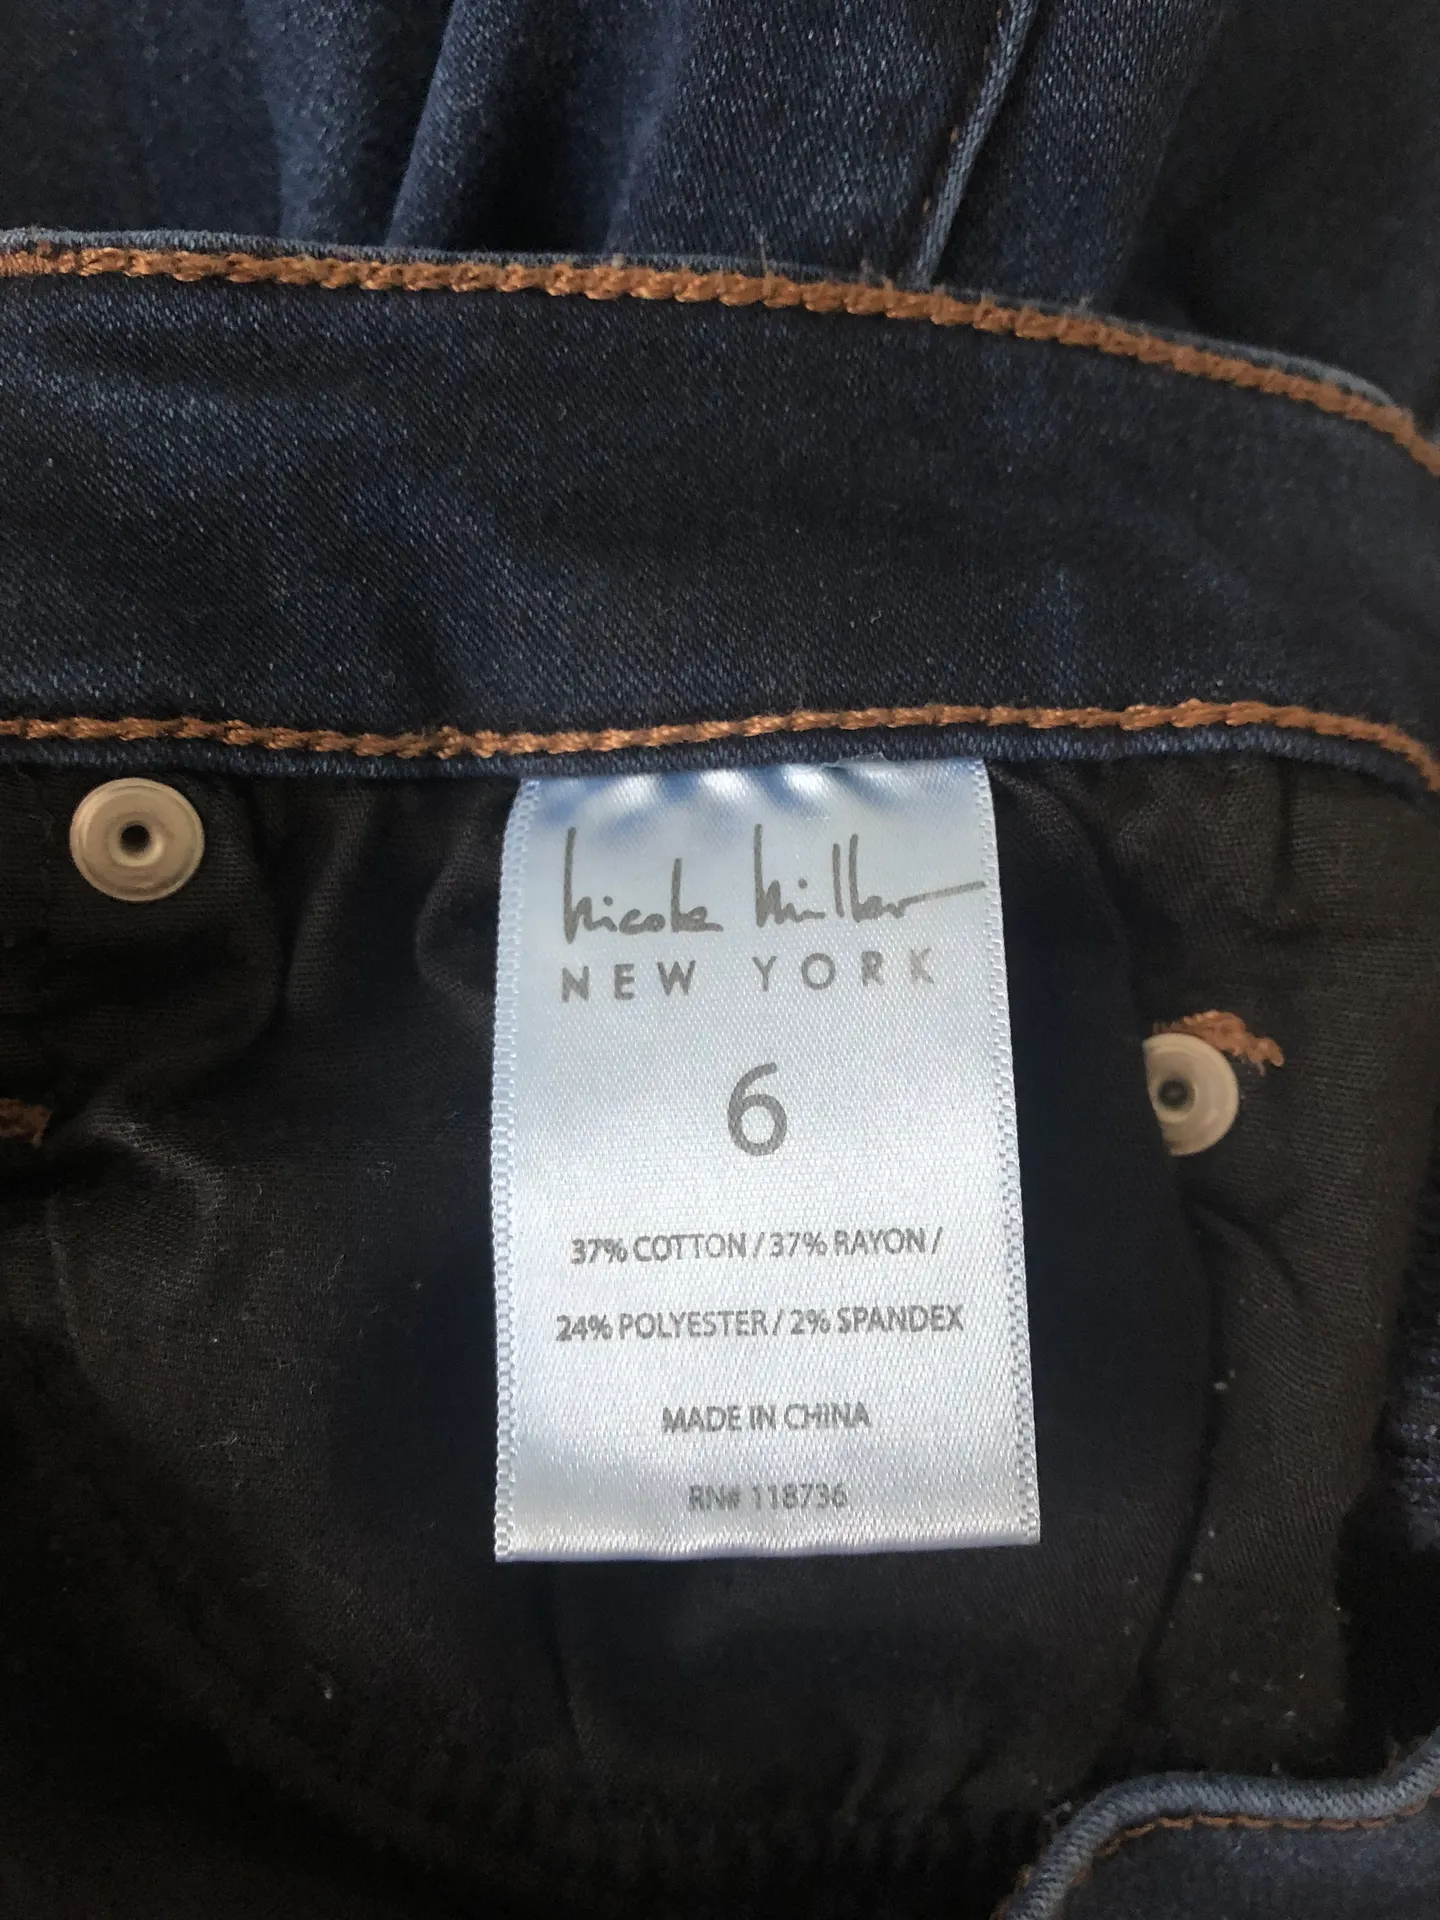 Nicole Miller
NEW YORK
6
37% COTTON / 37% RAYON /
24% POLYESTER / 2% SPANDEX
MADE IN CHINA
RN# 118736